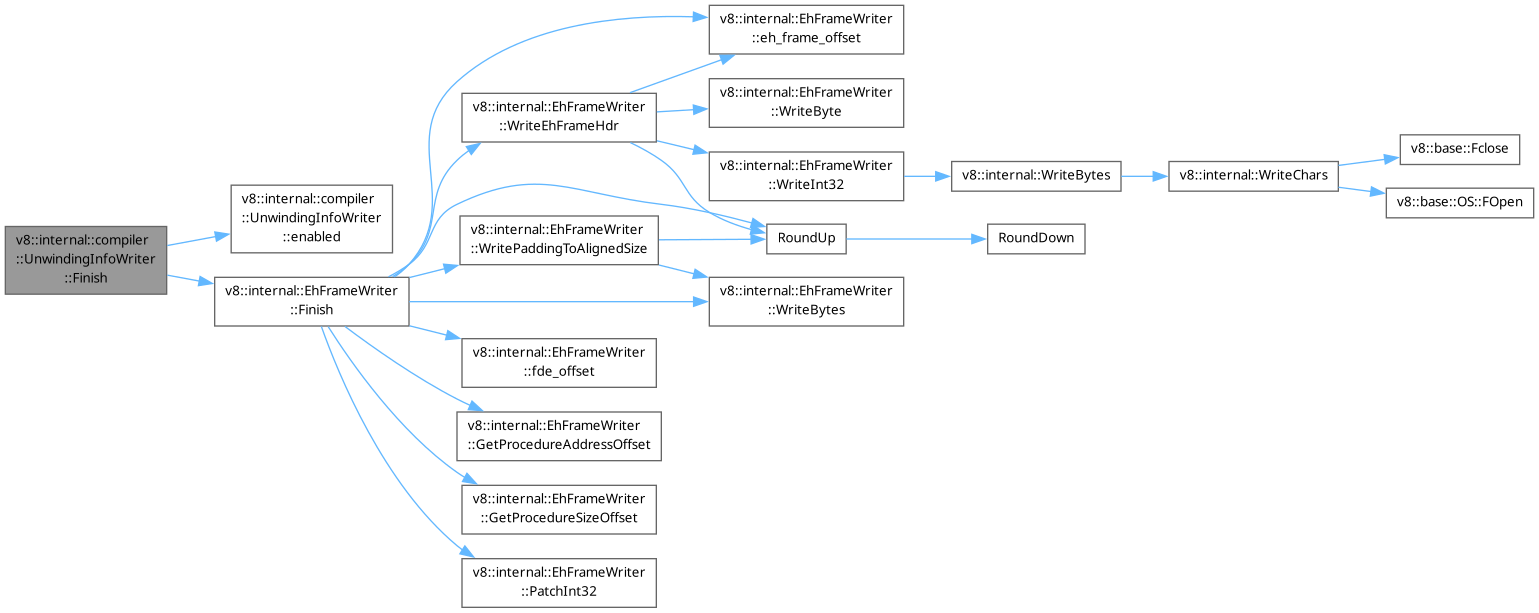 v8::internal::compiler
::UnwindingInfoWriter
::Finish
v8::internal::compiler
::UnwindingInfoWriter
::enabled
v8::internal::EhFrameWriter
::Finish
v8::internal::EhFrameWriter
::WriteEhFrameHdr
v8::internal::EhFrameWriter
::WritePaddingToAlignedSize
v8::internal::EhFrameWriter
::fde_offset
v8::internal::EhFrameWriter
::GetProcedureAddressOffset
v8::internal::EhFrameWriter
::GetProcedureSizeOffset
v8::internal::EhFrameWriter
::PatchInt32
v8::internal::EhFrameWriter
::eh_frame_offset
v8::internal::EhFrameWriter
::WriteByte
v8::internal::EhFrameWriter
::WriteInt32
RoundUp
v8::internal::EhFrameWriter
::WriteBytes
v8::internal::WriteBytes
RoundDown
v8::internal::WriteChars
v8::base::Fclose
v8::base::OS::FOpen